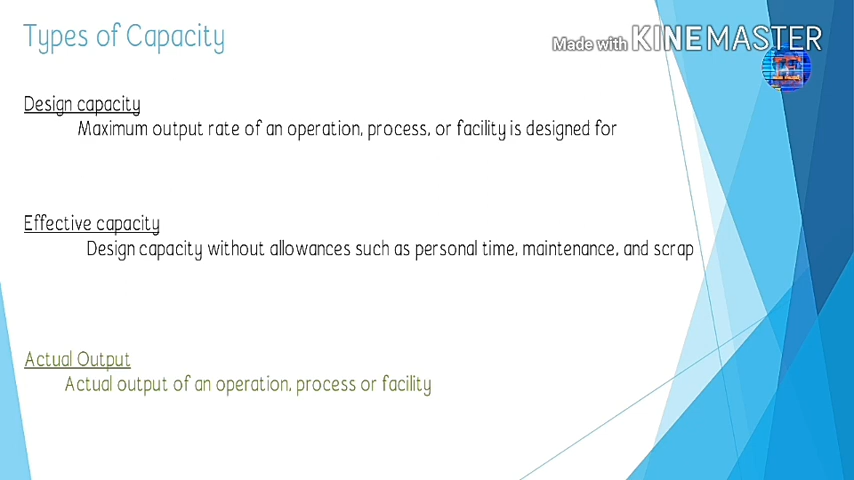 Types of Capacity
Made with KINEMASTER
Design capacity
Maximum output rate of an operation, process, or facility is designed for
Effective capacity
Design capacity without allowances such as personal time, maintenance, and scrap
Actual Output
Actual output of an operation, process or facility